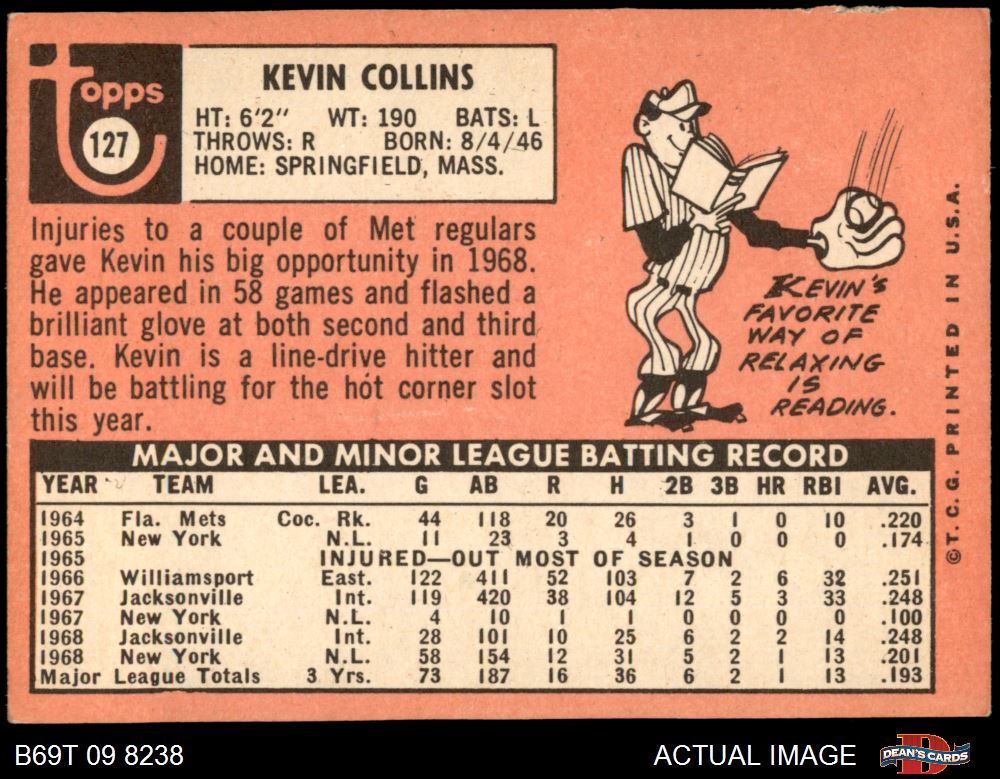 topps
127
KEVIN COLLINS
HT: 6'2" WT: 190 BATS: L
THROWS: R BORN: 8/4/46
HOME: SPRINGFIELD, MASS.
Injuries to a couple of Met regulars
gave Kevin his big opportunity in 1968.
He appeared in 58 games and flashed a
brilliant glove at both second and third
base. Kevin is a line-drive hitter and
will be battling for the hot corner slot
this year.
KEVIN'S
FAVORITE
WAY OF
RELAXING
IS
READING.
©T.C.G. PRINTED IN U.S.A.
MAJOR AND MINOR LEAGUE BATTING RECORD
YEAR TEAM LEA. G AB R H 2B 3B HR RBI AVG.
1964 Fla. Mets Coc. Rk. 44 118 20 26 3 1 0 10 .220
1965 New York N.L. 11 23 3 4 1 0 0 0 .174
1965 INJURED—OUT MOST OF SEASON
1966 Williamsport East. 122 411 52 103 7 2 6 32 .251
1967 Jacksonville Int. 119 420 38 104 12 5 3 33 .248
1967 New York N.L. 4 10 1 1 0 0 0 0 .100
1968 Jacksonville Int. 28 101 10 25 6 2 2 14 .248
1968 New York N.L. 58 154 12 31 5 2 1 13 .201
Major League Totals 3 Yrs. 73 187 16 36 6 2 1 13 .193
B69T 09 8238
ACTUAL IMAGE
DEAN'S CARDS